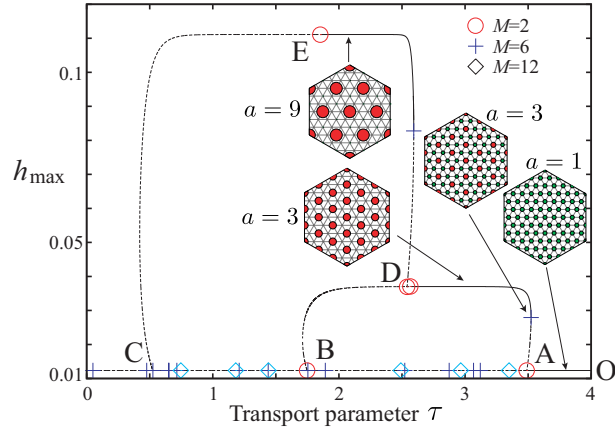 0.1
0.05
0.01
h_max
0
1
2
3
4
Transport parameter τ
M=2
M=6
M=12
E
a = 9
a = 3
a = 3
a = 1
D
C
B
A
O